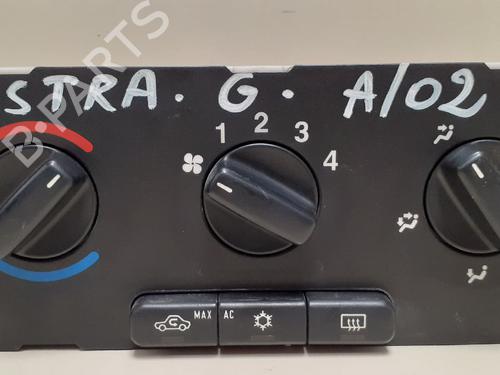 STRA. G. A/02
B-PARTS
1 2 3 4
MAX AC